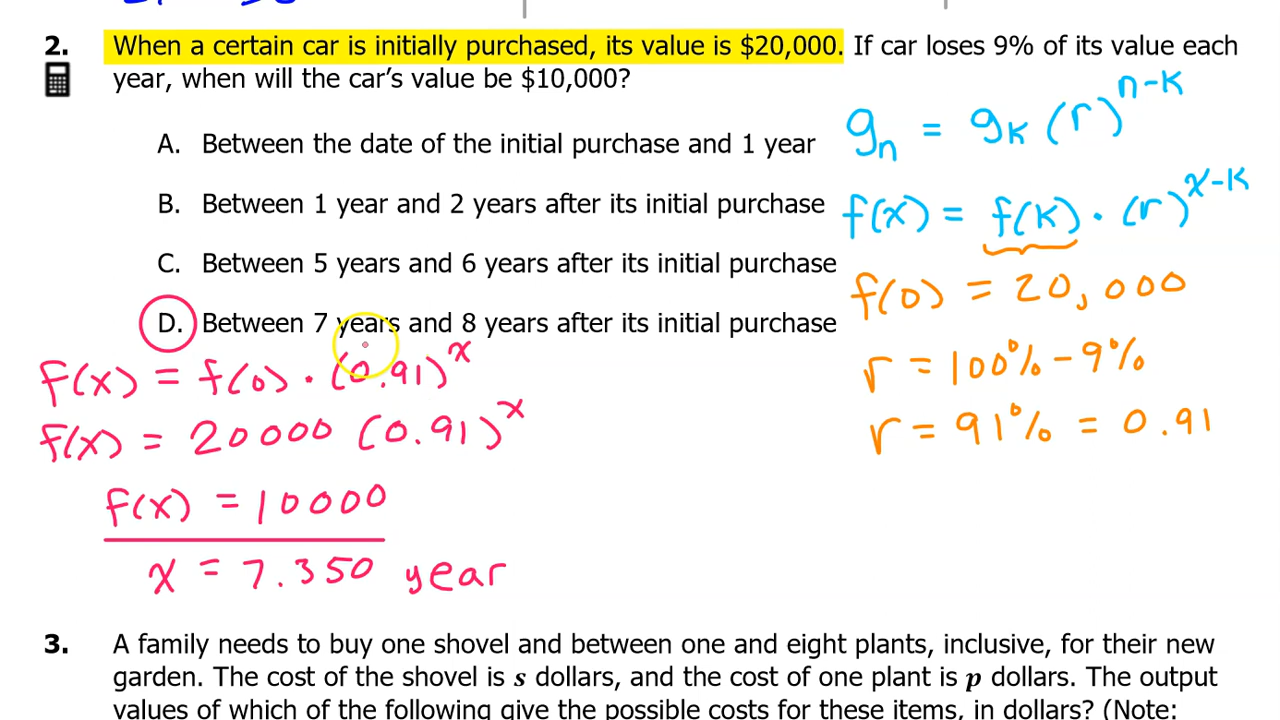 2. When a certain car is initially purchased, its value is $20,000. If car loses 9% of its value each
year, when will the car's value be $10,000?
A. Between the date of the initial purchase and 1 year
B. Between 1 year and 2 years after its initial purchase
C. Between 5 years and 6 years after its initial purchase
D. Between 7 years and 8 years after its initial purchase
gₙ = gₖ (r)ⁿ⁻ᵏ
f(x) = f(k) · (r)ˣ⁻ᵏ
f(0) = 20,000
r = 100% - 9%
r = 91% = 0.91
f(x) = f(0) · (0.91)ˣ
f(x) = 20000 (0.91)ˣ
f(x) = 10000
x = 7.350 year
3. A family needs to buy one shovel and between one and eight plants, inclusive, for their new
garden. The cost of the shovel is s dollars, and the cost of one plant is p dollars. The output
values of which of the following give the possible costs for these items, in dollars? (Note: